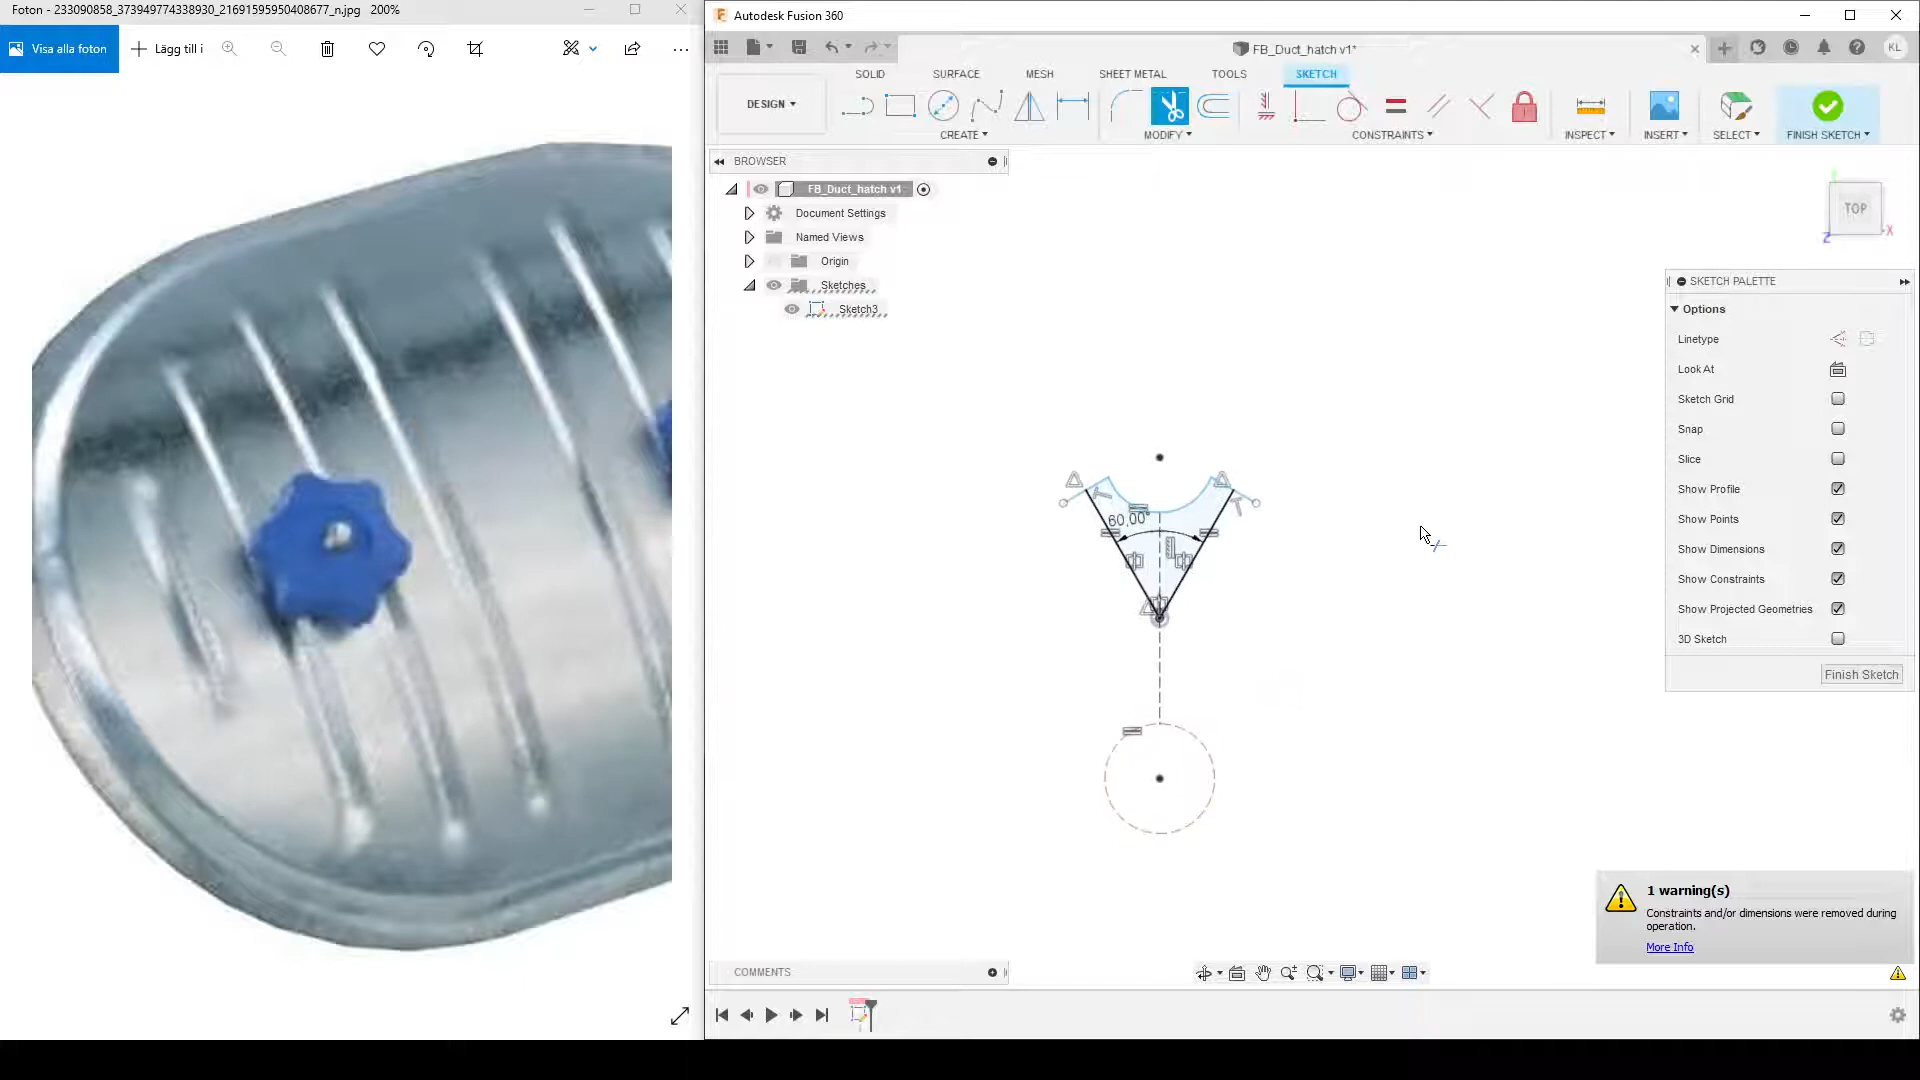 Foton - 233090858_373949774338930_21691595950408677_n.jpg 200%
Visa alla foton
Lägg till i
Autodesk Fusion 360
FB_Duct_hatch v1*
KL
DESIGN
SOLID
SURFACE
MESH
SHEET METAL
TOOLS
SKETCH
CREATE
MODIFY
CONSTRAINTS
INSPECT
INSERT
SELECT
FINISH SKETCH
BROWSER
FB_Duct_hatch v1
Document Settings
Named Views
Origin
Sketches
Sketch3
TOP
Z
X
60,00°
SKETCH PALETTE
Options
Linetype
Look At
Sketch Grid
Snap
Slice
Show Profile
Show Points
Show Dimensions
Show Constraints
Show Projected Geometries
3D Sketch
Finish Sketch
1 warning(s)
Constraints and/or dimensions were removed during
operation.
More Info
COMMENTS